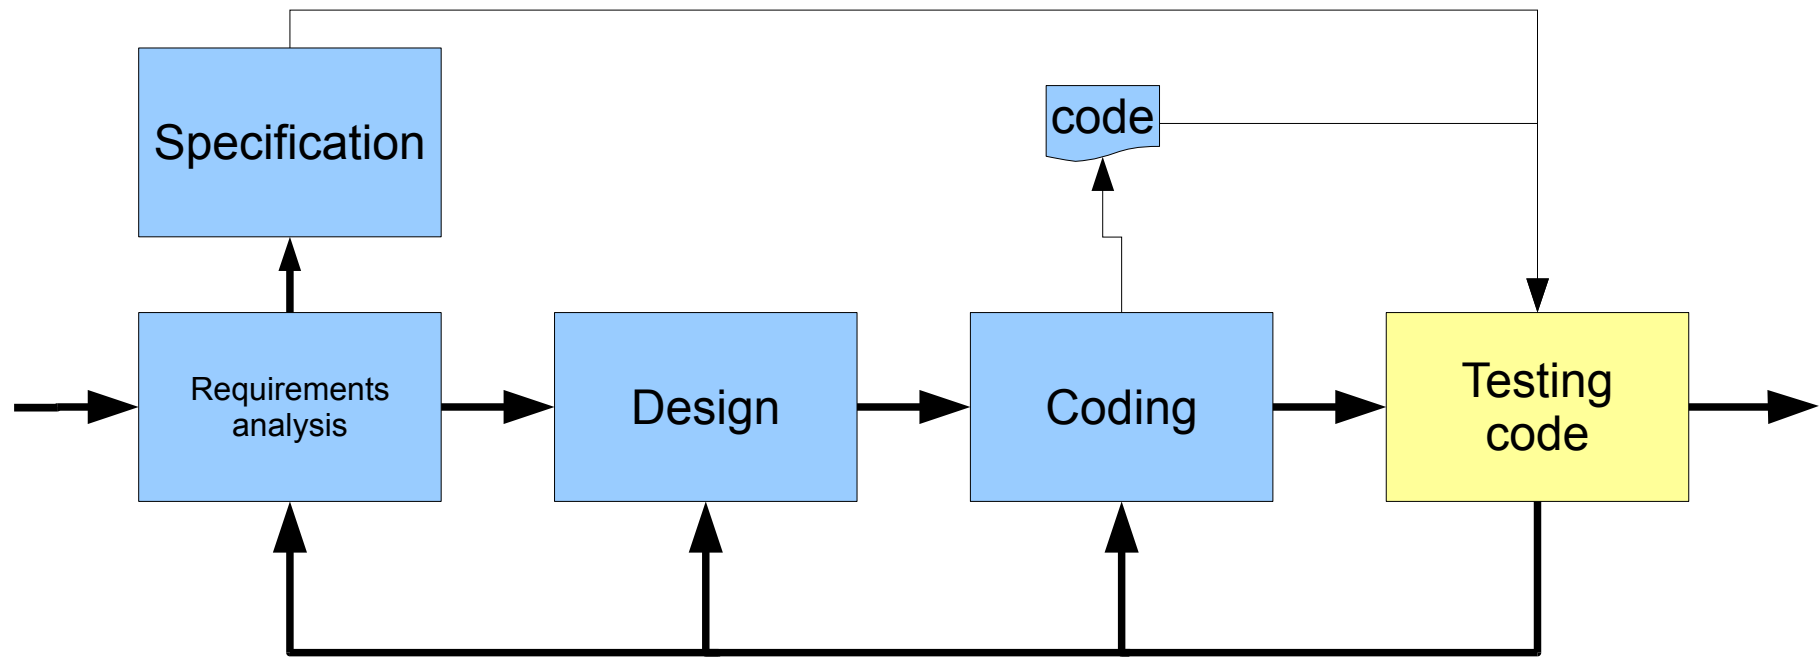 Specification
code
Requirements
analysis
Design
Coding
Testing
code